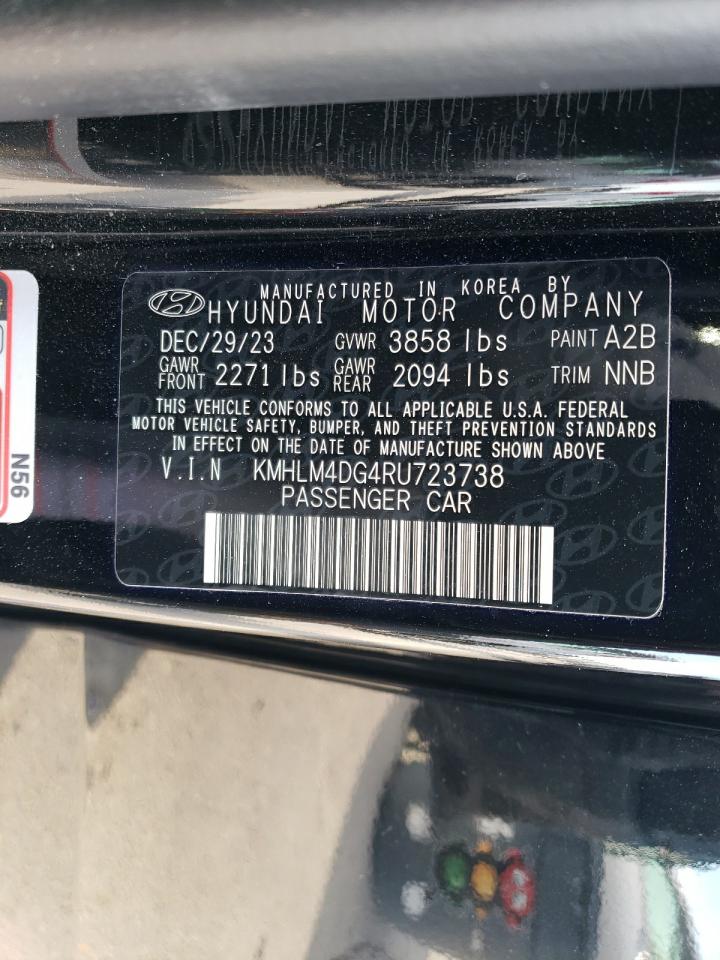 MANUFACTURED IN KOREA BY
HYUNDAI MOTOR COMPANY
DEC/29/23 GVWR 3858 lbs PAINT A2B
GAWR FRONT 2271 lbs GAWR REAR 2094 lbs TRIM NNB
THIS VEHICLE CONFORMS TO ALL APPLICABLE U.S.A. FEDERAL
MOTOR VEHICLE SAFETY, BUMPER, AND THEFT PREVENTION STANDARDS
IN EFFECT ON THE DATE OF MANUFACTURE SHOWN ABOVE
V.I.N KMHLM4DG4RU723738
PASSENGER CAR
N56